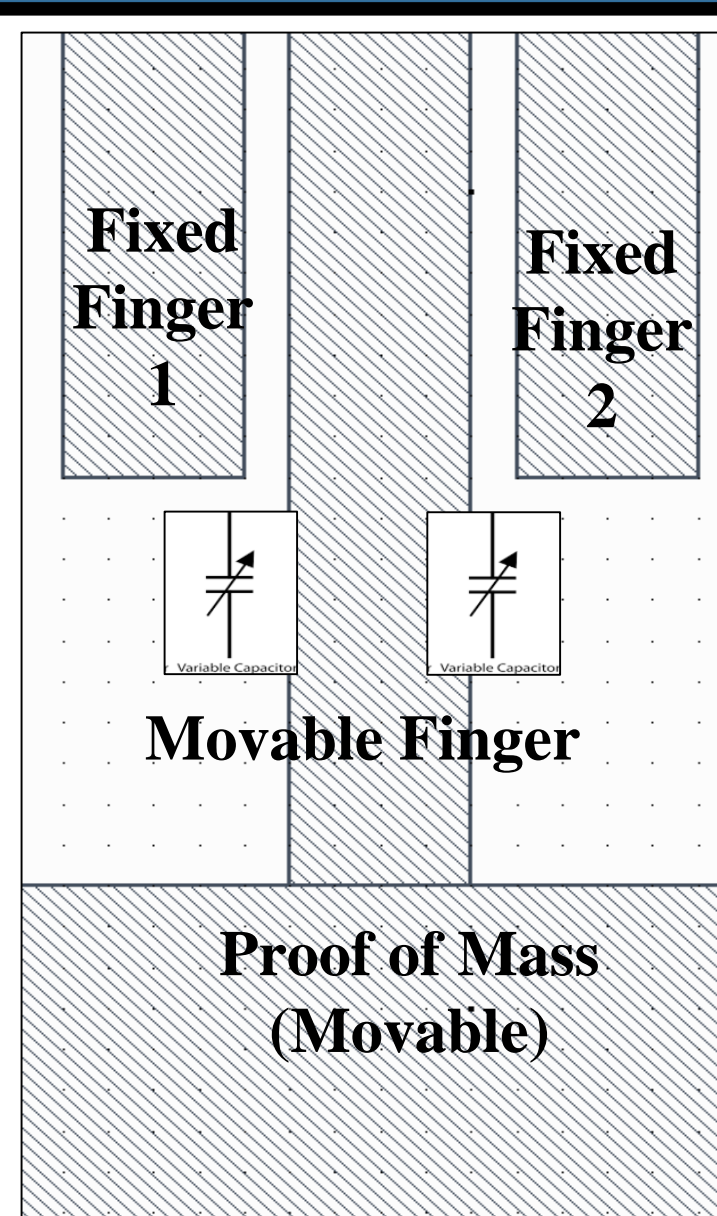 Fixed
Finger
1
Fixed
Finger
2
r Variable Capacitor
r Variable Capacitor
Movable Finger
Proof of Mass
(Movable)